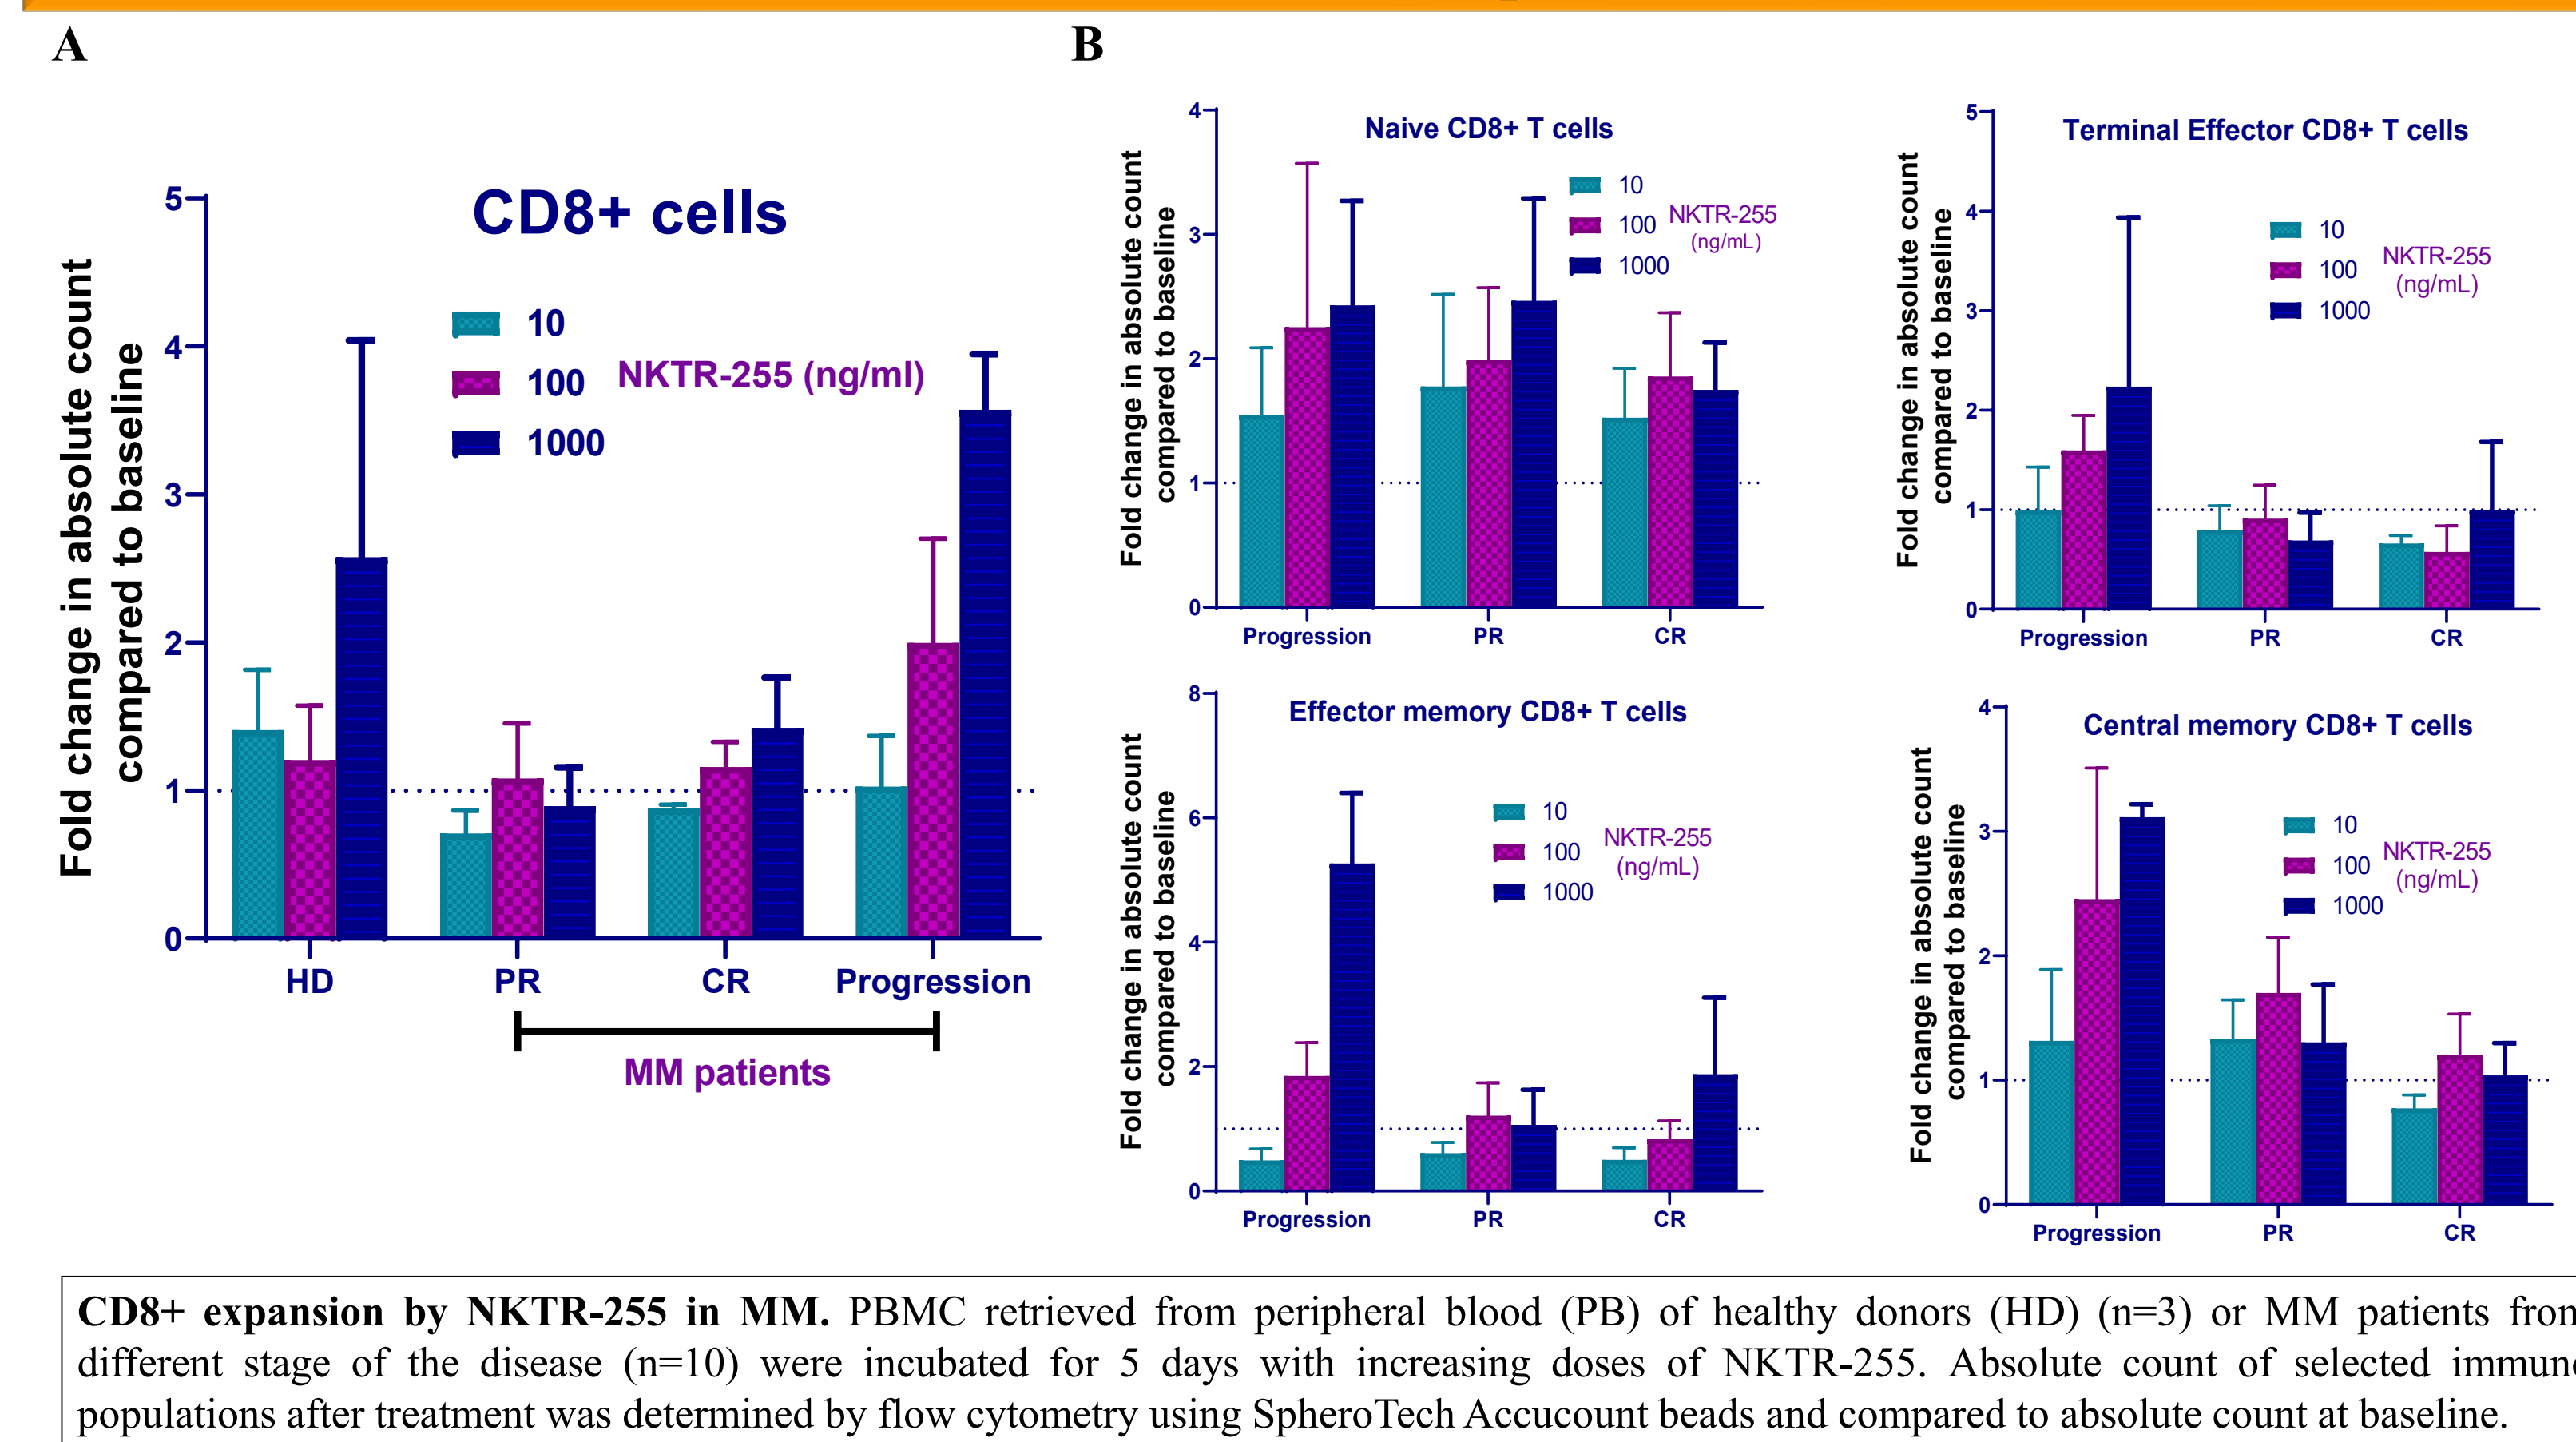 A
B
CD8+ cells
Fold change in absolute count
compared to baseline
5
4
3
2
1
0
10
100
1000
NKTR-255 (ng/ml)
HD
PR
CR
Progression
MM patients
Naive CD8+ T cells
Fold change in absolute count
compared to baseline
4
3
2
1
0
10
100
1000
NKTR-255
(ng/mL)
Progression
PR
CR
Terminal Effector CD8+ T cells
Fold change in absolute count
compared to baseline
5
4
3
2
1
0
10
100
1000
NKTR-255
(ng/mL)
Progression
PR
CR
Effector memory CD8+ T cells
Fold change in absolute count
compared to baseline
8
6
4
2
0
10
100
1000
NKTR-255
(ng/mL)
Progression
PR
CR
Central memory CD8+ T cells
Fold change in absolute count
compared to baseline
4
3
2
1
0
10
100
1000
NKTR-255
(ng/mL)
Progression
PR
CR
CD8+ expansion by NKTR-255 in MM. PBMC retrieved from peripheral blood (PB) of healthy donors (HD) (n=3) or MM patients from
different stage of the disease (n=10) were incubated for 5 days with increasing doses of NKTR-255. Absolute count of selected immun
populations after treatment was determined by flow cytometry using SpheroTech Accucount beads and compared to absolute count at baseline.